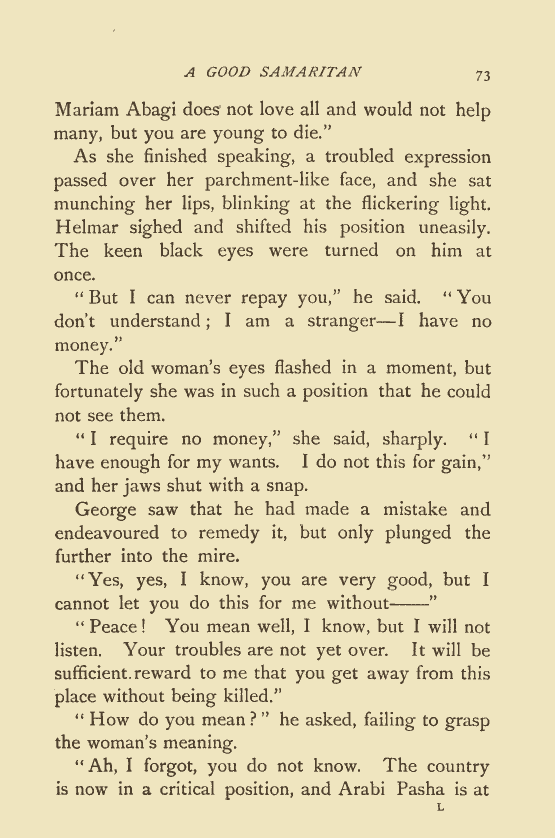 A GOOD SAMARITAN 73
Mariam Abagi does not love all and would not help
many, but you are young to die.”
As she finished speaking, a troubled expression
passed over her parchment-like face, and she sat
munching her lips, blinking at the flickering light.
Helmar sighed and shifted his position uneasily.
The keen black eyes were turned on him at
once.
“But I can never repay you,” he said. “You
don’t understand; I am a stranger—I have no
money.”
The old woman’s eyes flashed in a moment, but
fortunately she was in such a position that he could
not see them.
“I require no money,” she said, sharply. “I
have enough for my wants. I do not this for gain,”
and her jaws shut with a snap.
George saw that he had made a mistake and
endeavoured to remedy it, but only plunged the
further into the mire.
“Yes, yes, I know, you are very good, but I
cannot let you do this for me without——”
“Peace! You mean well, I know, but I will not
listen. Your troubles are not yet over. It will be
sufficient reward to me that you get away from this
place without being killed.”
“How do you mean?” he asked, failing to grasp
the woman’s meaning.
“Ah, I forgot, you do not know. The country
is now in a critical position, and Arabi Pasha is at
L